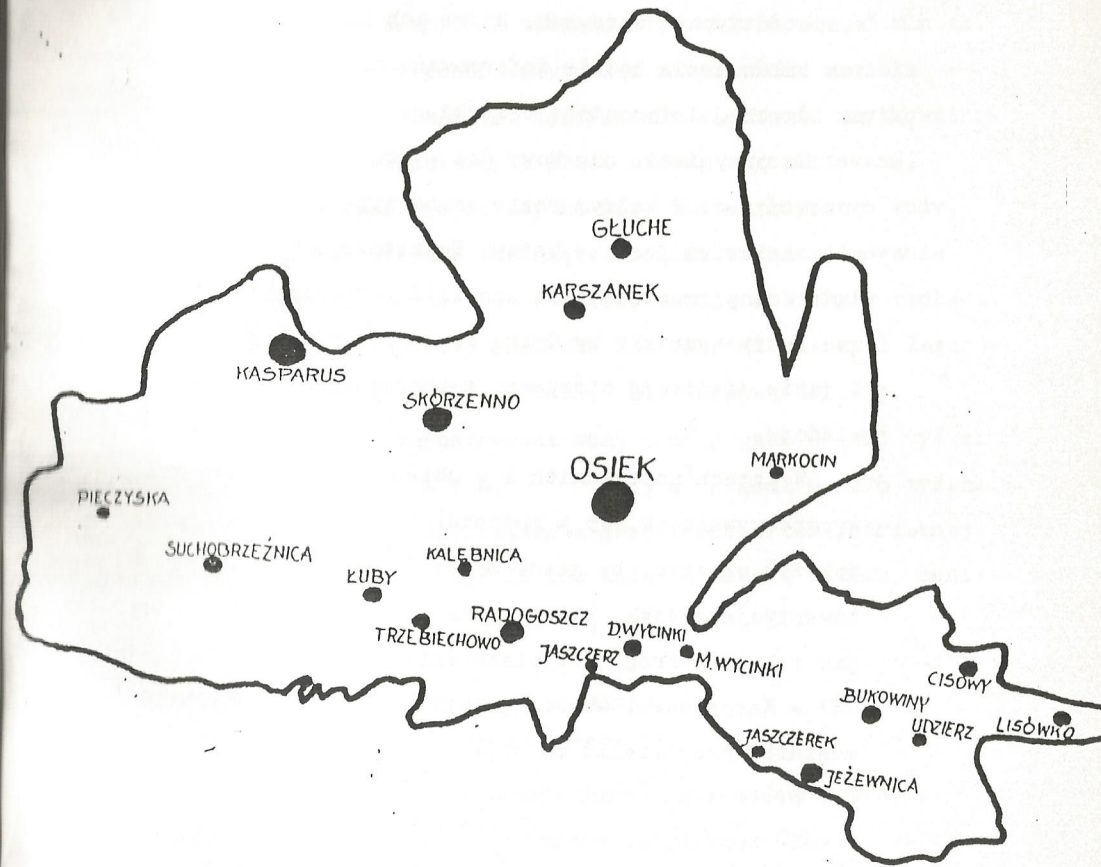 GŁUCHE
KARSZANEK
KASPARUS
SKÓRZENNO
OSIEK
MARKOCIN
PIECZYSKA
SUCHOBRZEŹNICA
KALĘBNICA
ŁUBY
RADOGOSZCZ
TRZEBIECHOWO
D.WYCINKI
JASZCZERZ
M.WYCINKI
CISOWY
BUKOWINY
UDZIERZ
LISÓWKO
JASZCZEREK
JEŻEWNICA